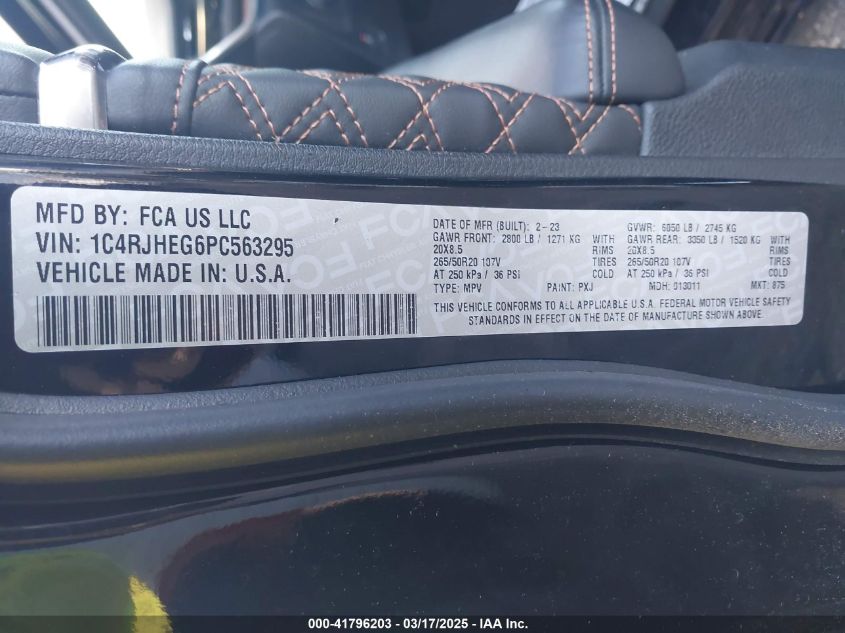 MFD BY: FCA US LLC
VIN: 1C4RJHEG6PC563295
VEHICLE MADE IN: U.S.A.
DATE OF MFR (BUILT): 2-23 GVWR: 6050 LB / 2745 KG
GAWR FRONT: 2800 LB / 1271 KG GAWR REAR: 3350 LB / 1520 KG
20X8.5 RIMS 20X8.5 RIMS
265/50R20 107V TIRES 265/50R20 107V TIRES
AT 250 kPa / 36 PSI COLD AT 250 kPa / 36 PSI COLD
TYPE: MPV PAINT: PXJ MDH: 013011 MKT: 875
THIS VEHICLE CONFORMS TO ALL APPLICABLE U.S.A. FEDERAL MOTOR VEHICLE SAFETY
STANDARDS IN EFFECT ON THE DATE OF MANUFACTURE SHOWN ABOVE.
000-41796203 - 03/17/2025 - IAAI Inc.